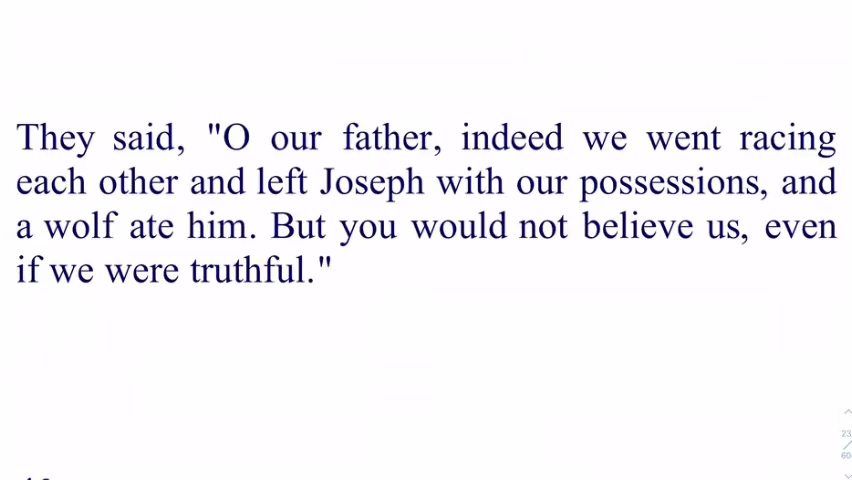 They said, "O our father, indeed we went racing
each other and left Joseph with our possessions, and
a wolf ate him. But you would not believe us, even
if we were truthful."
23
60